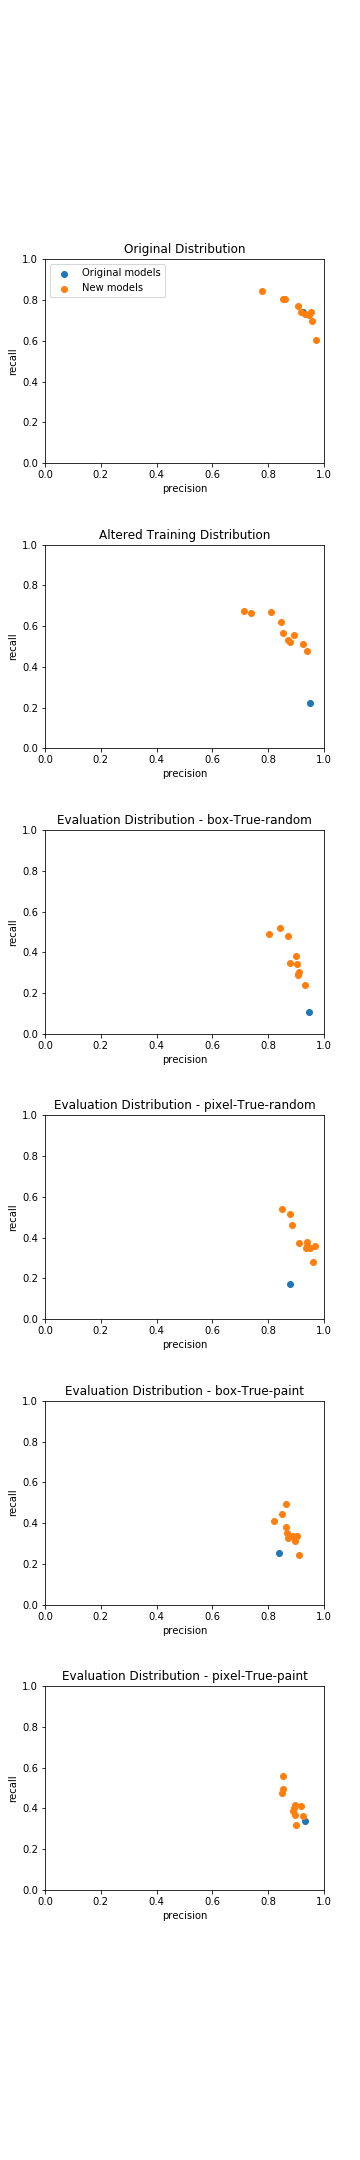 Original Distribution
1.0
0.8
0.6
0.4
0.2
0.0
recall
Original models
New models
0.0 0.2 0.4 0.6 0.8 1.0
precision
Altered Training Distribution
1.0
0.8
0.6
0.4
0.2
0.0
recall
0.0 0.2 0.4 0.6 0.8 1.0
precision
Evaluation Distribution - box-True-random
1.0
0.8
0.6
0.4
0.2
0.0
recall
0.0 0.2 0.4 0.6 0.8 1.0
precision
Evaluation Distribution - pixel-True-random
1.0
0.8
0.6
0.4
0.2
0.0
recall
0.0 0.2 0.4 0.6 0.8 1.0
precision
Evaluation Distribution - box-True-paint
1.0
0.8
0.6
0.4
0.2
0.0
recall
0.0 0.2 0.4 0.6 0.8 1.0
precision
Evaluation Distribution - pixel-True-paint
1.0
0.8
0.6
0.4
0.2
0.0
recall
0.0 0.2 0.4 0.6 0.8 1.0
precision